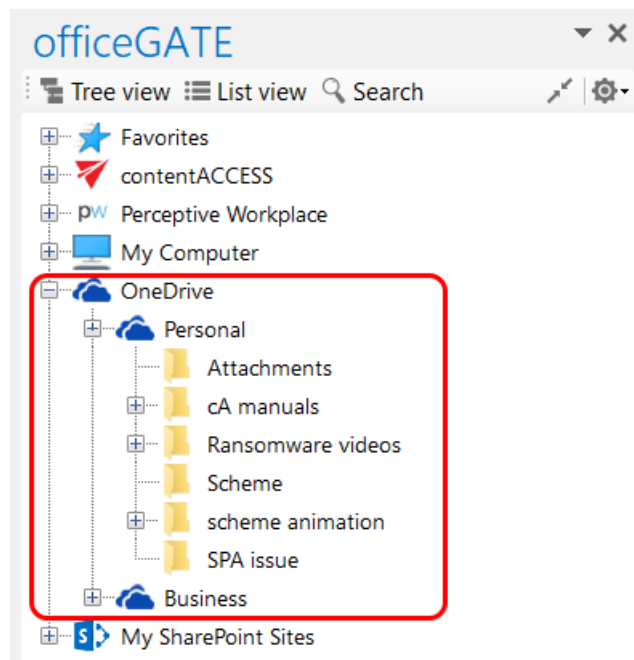 officeGATE
Tree view List view Search
Favorites
contentACCESS
pw Perceptive Workplace
My Computer
OneDrive
Personal
Attachments
cA manuals
Ransomware videos
Scheme
scheme animation
SPA issue
Business
S My SharePoint Sites